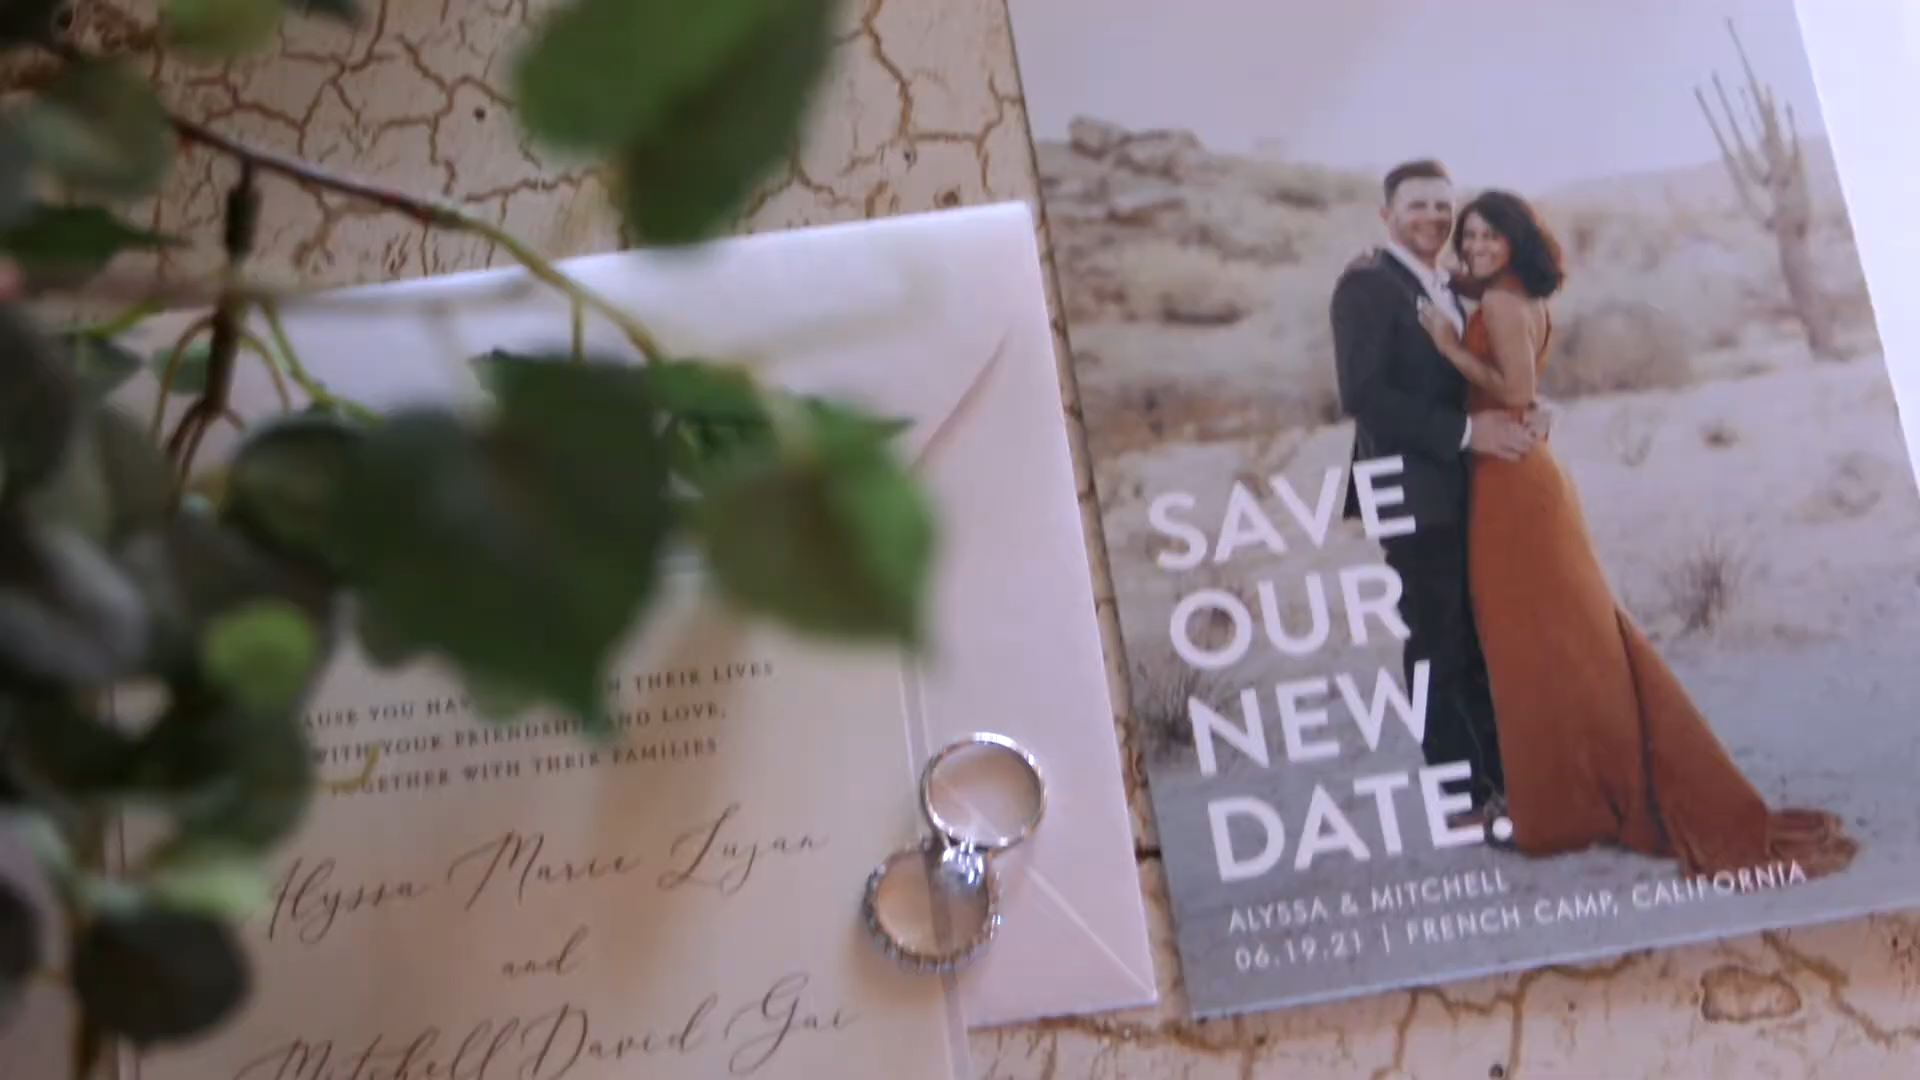 THEIR LIVES
YOU
WITH YOUR FRIENDSHIP AND LOVE,
TOGETHER WITH THEIR FAMILIES
Alyssa Marie Lujan
and
Mitchell David
SAVE
OUR
NEW
DATE.
ALYSSA & MITCHELL
06.19.21 | FRENCH CAMP, CALIFORNIA